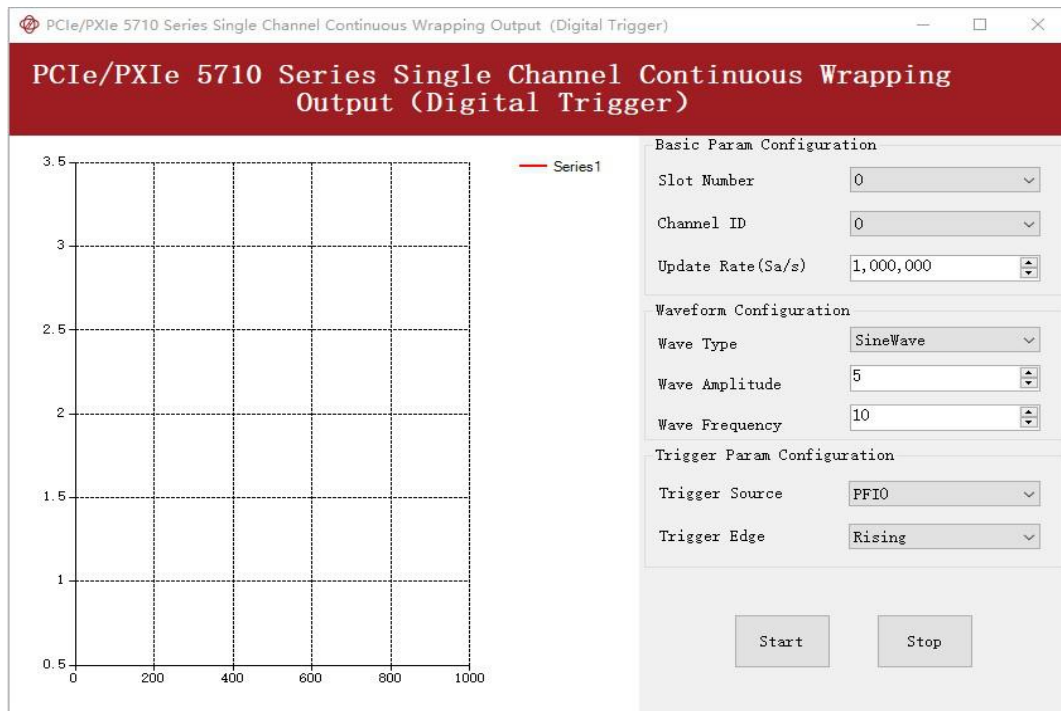 PCIe/PXIe 5710 Series Single Channel Continuous Wrapping Output (Digital Trigger)
PCIe/PXIe 5710 Series Single Channel Continuous Wrapping
Output (Digital Trigger)
3.5
3
2.5
2
1.5
1
0.5
0 200 400 600 800 1000
Series1
Basic Param Configuration
Slot Number 0
Channel ID 0
Update Rate(Sa/s) 1,000,000
Waveform Configuration
Wave Type SineWave
Wave Amplitude 5
Wave Frequency 10
Trigger Param Configuration
Trigger Source PFI0
Trigger Edge Rising
Start Stop